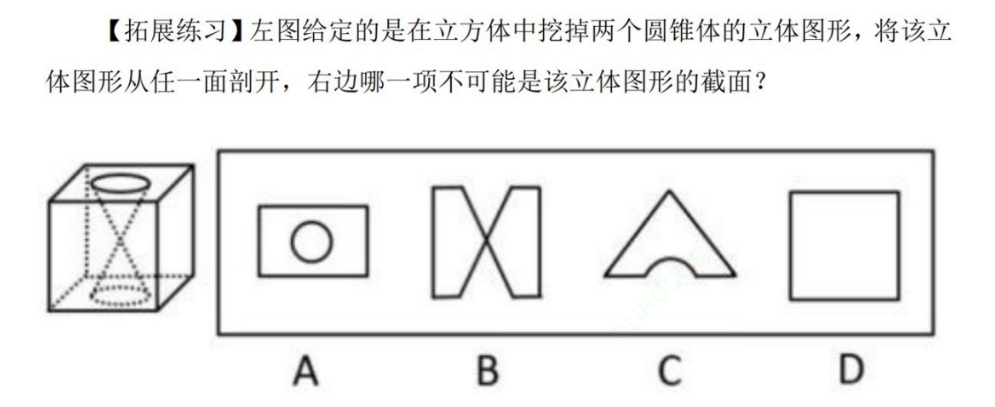 【拓展练习】左图给定的是在立方体中挖掉两个圆锥体的立体图形，将该立
体图形从任一面剖开，右边哪一项不可能是该立体图形的截面？
A B C D